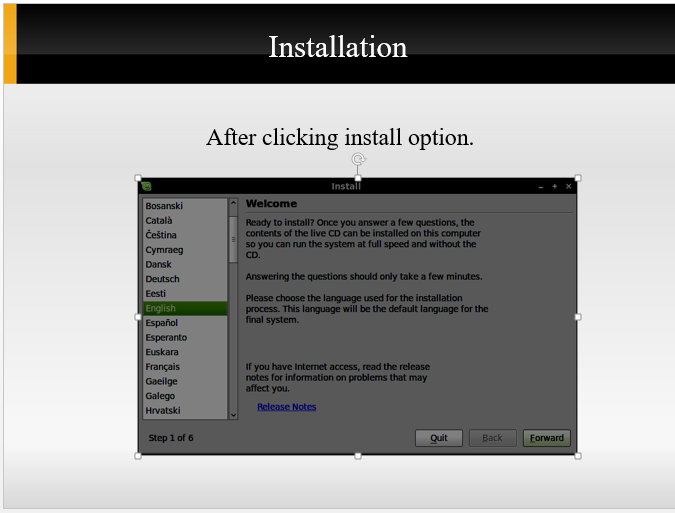 Installation
After clicking install option.
Install
Bosanski
Català
Čeština
Cymraeg
Dansk
Deutsch
Eesti
English
Español
Esperanto
Euskara
Français
Gaeilge
Galego
Hrvatski
Welcome
Ready to install? Once you answer a few questions, the
contents of the live CD can be installed on this computer
so you can run the system at full speed and without the
CD.
Answering the questions should only take a few minutes.
Please choose the language used for the installation
process. This language will be the default language for the
final system.
If you have Internet access, read the release
notes for information on problems that may
affect you.
Release Notes
Step 1 of 6
Quit
Back
Forward